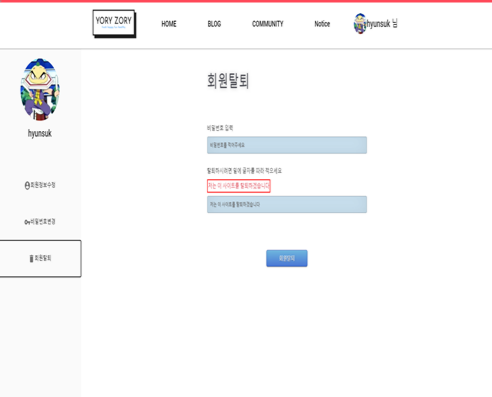 YORY ZORY
HOME
BLOG
COMMUNITY
Notice
hyunsuk 님
hyunsuk
회원정보수정
비밀번호변경
회원탈퇴
회원탈퇴
비밀번호 입력
비밀번호를 적어주세요
탈퇴하시려면 밑에 글자를 따라 적으세요
저는 이 사이트를 탈퇴하겠습니다
저는 이 사이트를 탈퇴하겠습니다
회원탈퇴